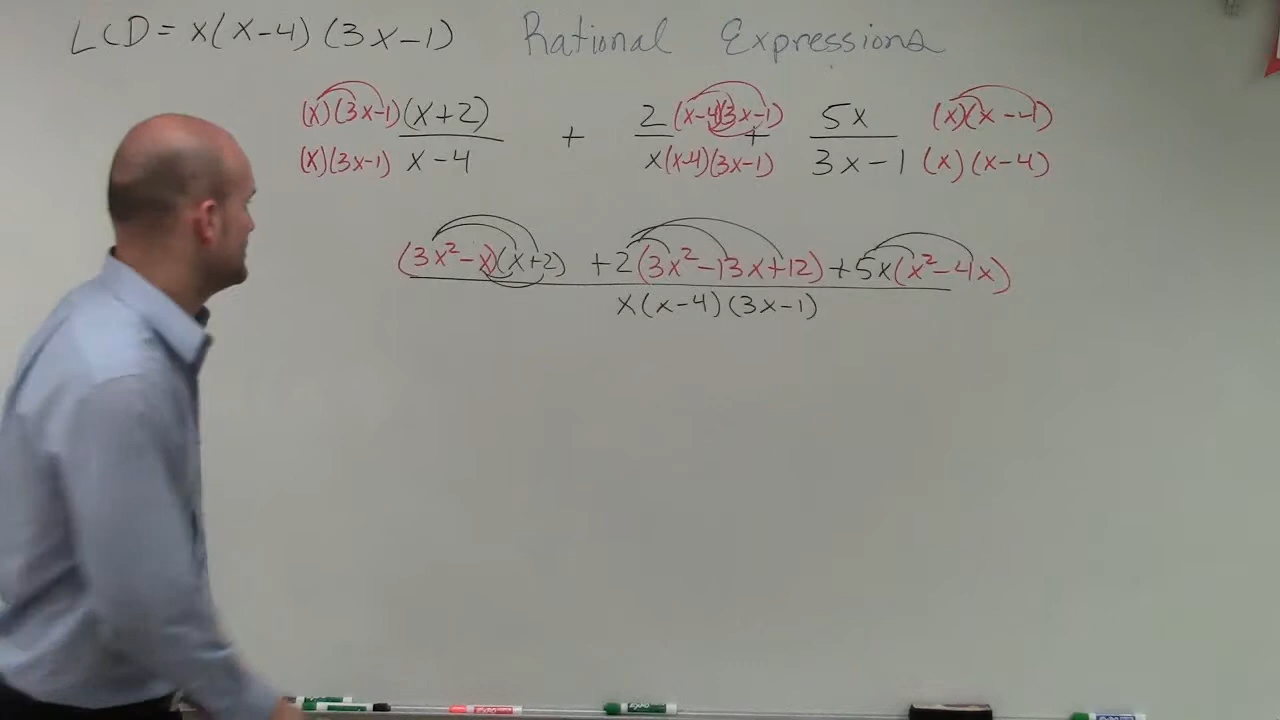 LCD = x(x-4)(3x-1) Rational Expressions
(x)(3x-1)(x+2) + 2(x-4)(3x-1) + 5x (x)(x-4)
(x)(3x-1) x-4 x(x-4)(3x-1) 3x-1 (x)(x-4)
(3x²-x)(x+2) +2(3x²-13x+12)+5x(x²-4x)
x(x-4)(3x-1)